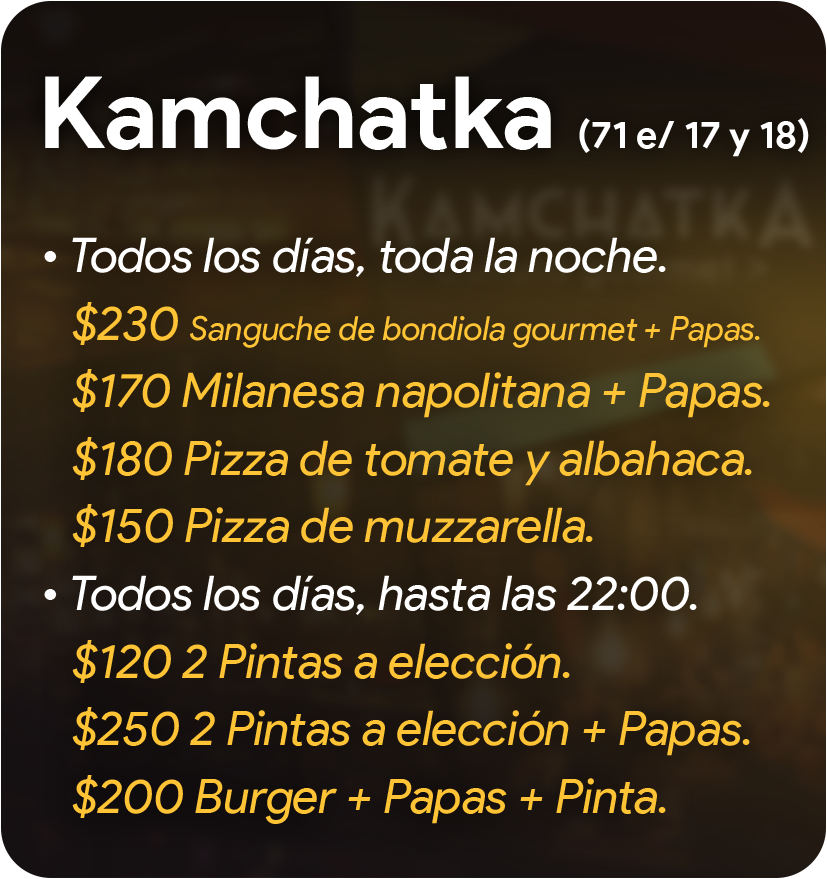 Kamchatka (71 e/ 17 y 18)
KAMCHATKA
• Todos los días, toda la noche.
$230 Sanguche de bondiola gourmet + Papas.
$170 Milanesa napolitana + Papas.
$180 Pizza de tomate y albahaca.
$150 Pizza de muzzarella.
• Todos los días, hasta las 22:00.
$120 2 Pintas a elección.
$250 2 Pintas a elección + Papas.
$200 Burger + Papas + Pinta.